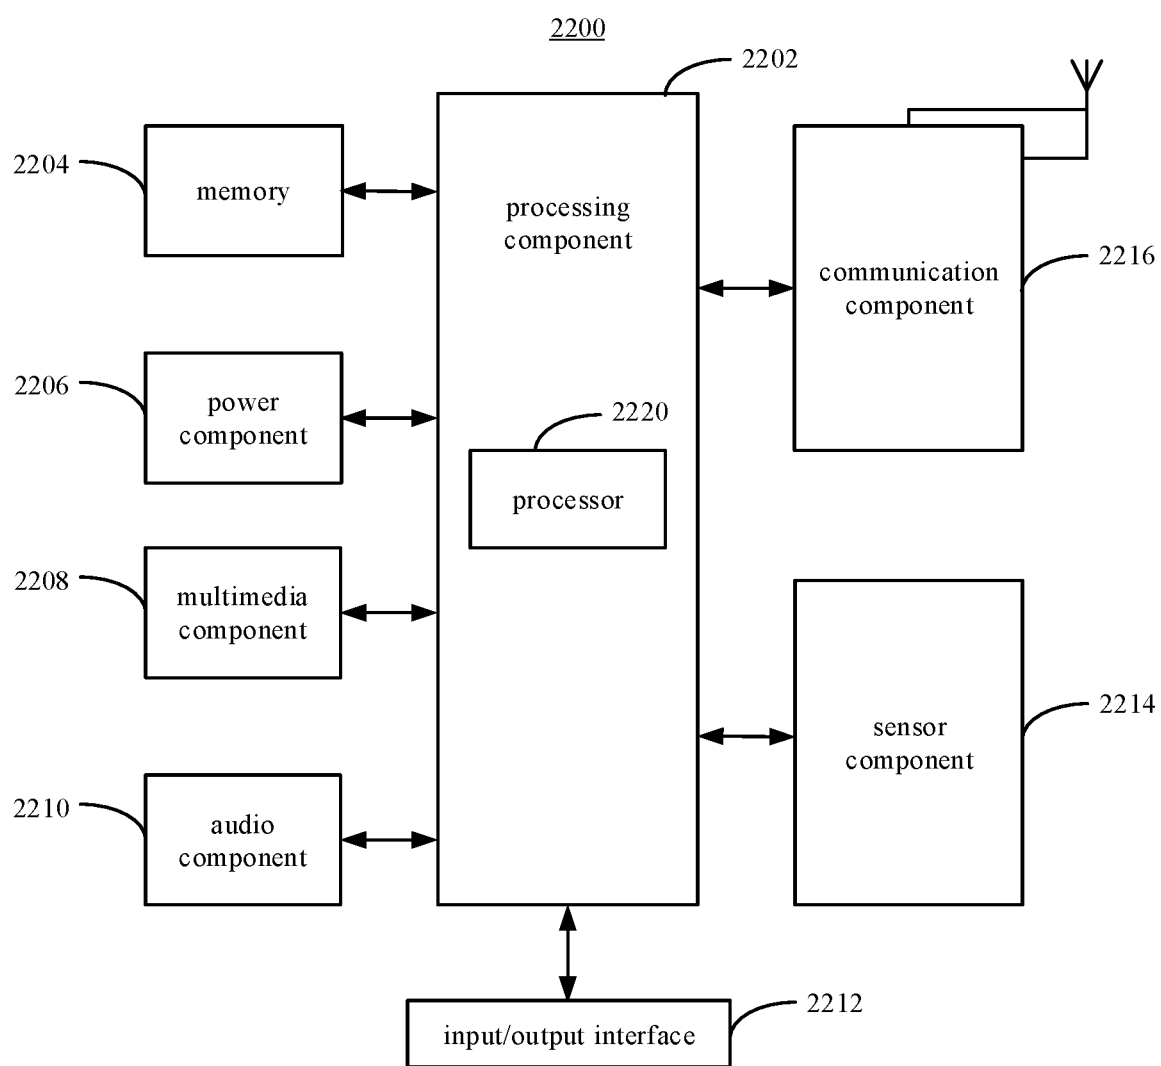 2200
2202
2204
memory
processing
component
communication
component
2216
2206
power
component
2220
processor
2208
multimedia
component
sensor
component
2214
2210
audio
component
2212
input/output interface